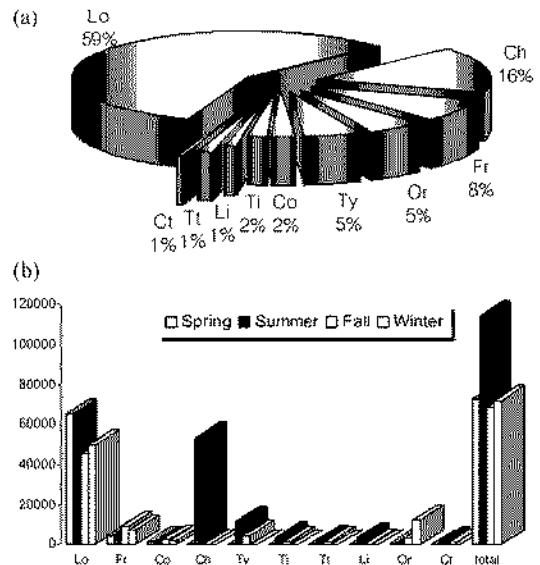 (a)
Lo
59%
Ch
16%
Fr
8%
Or
5%
Ty
5%
Co
2%
Ti
2%
Li
1%
Tt
1%
Ct
1%
(b)
120000
100000
80000
60000
40000
20000
0
Spring Summer Fall Winter
Lo Fr Co Ch Ty Ti Tt Li Or Ct total